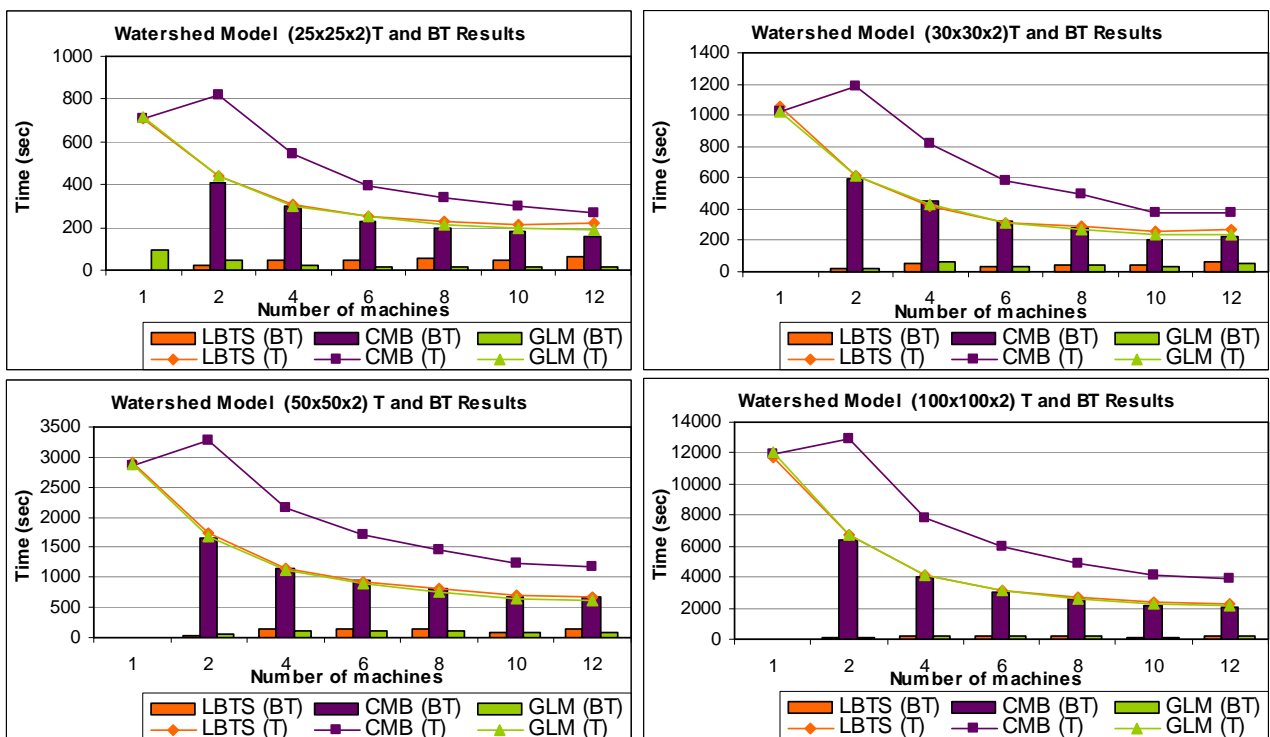 Watershed Model (25x25x2)T and BT Results
Time (sec)
1000
800
600
400
200
0
1 2 4 6 8 10 12
Number of machines
LBTS (BT) CMB (BT) GLM (BT)
LBTS (T) CMB (T) GLM (T)
Watershed Model (30x30x2)T and BT Results
Time (sec)
1400
1200
1000
800
600
400
200
0
1 2 4 6 8 10 12
Number of machines
LBTS (BT) CMB (BT) GLM (BT)
LBTS (T) CMB (T) GLM (T)
Watershed Model (50x50x2) T and BT Results
Time (sec)
3500
3000
2500
2000
1500
1000
500
0
1 2 4 6 8 10 12
Number of machines
LBTS (BT) CMB (BT) GLM (BT)
LBTS (T) CMB (T) GLM (T)
Watershed Model (100x100x2) T and BT Results
Time (sec)
14000
12000
10000
8000
6000
4000
2000
0
1 2 4 6 8 10 12
Number of machines
LBTS (BT) CMB (BT) GLM (BT)
LBTS (T) CMB (T) GLM (T)